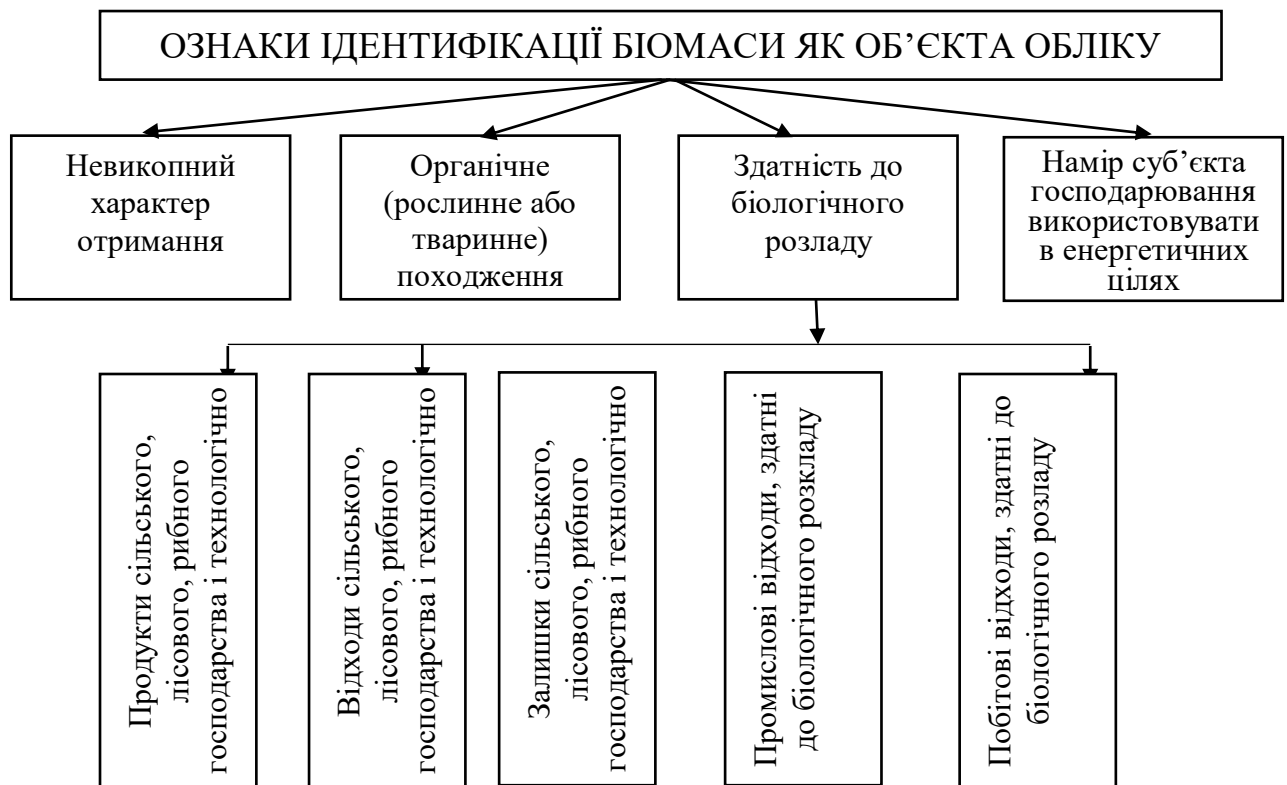 ОЗНАКИ ІДЕНТИФІКАЦІЇ БІОМАСИ ЯК ОБ’ЄКТА ОБЛІКУ
Невикопний
характер
отримання
Органічне
(рослинне або
тваринне)
походження
Здатність до
біологічного
розладу
Намір суб’єкта
господарювання
використовувати
в енергетичних
цілях
Продукти сільського,
лісового, рибного
господарства і технологічно
Відходи сільського,
лісового, рибного
господарства і технологічно
Залишки сільського,
лісового, рибного
господарства і технологічно
Промислові відходи, здатні
до біологічного розкладу
Побітові відходи, здатні до
біологічного розладу